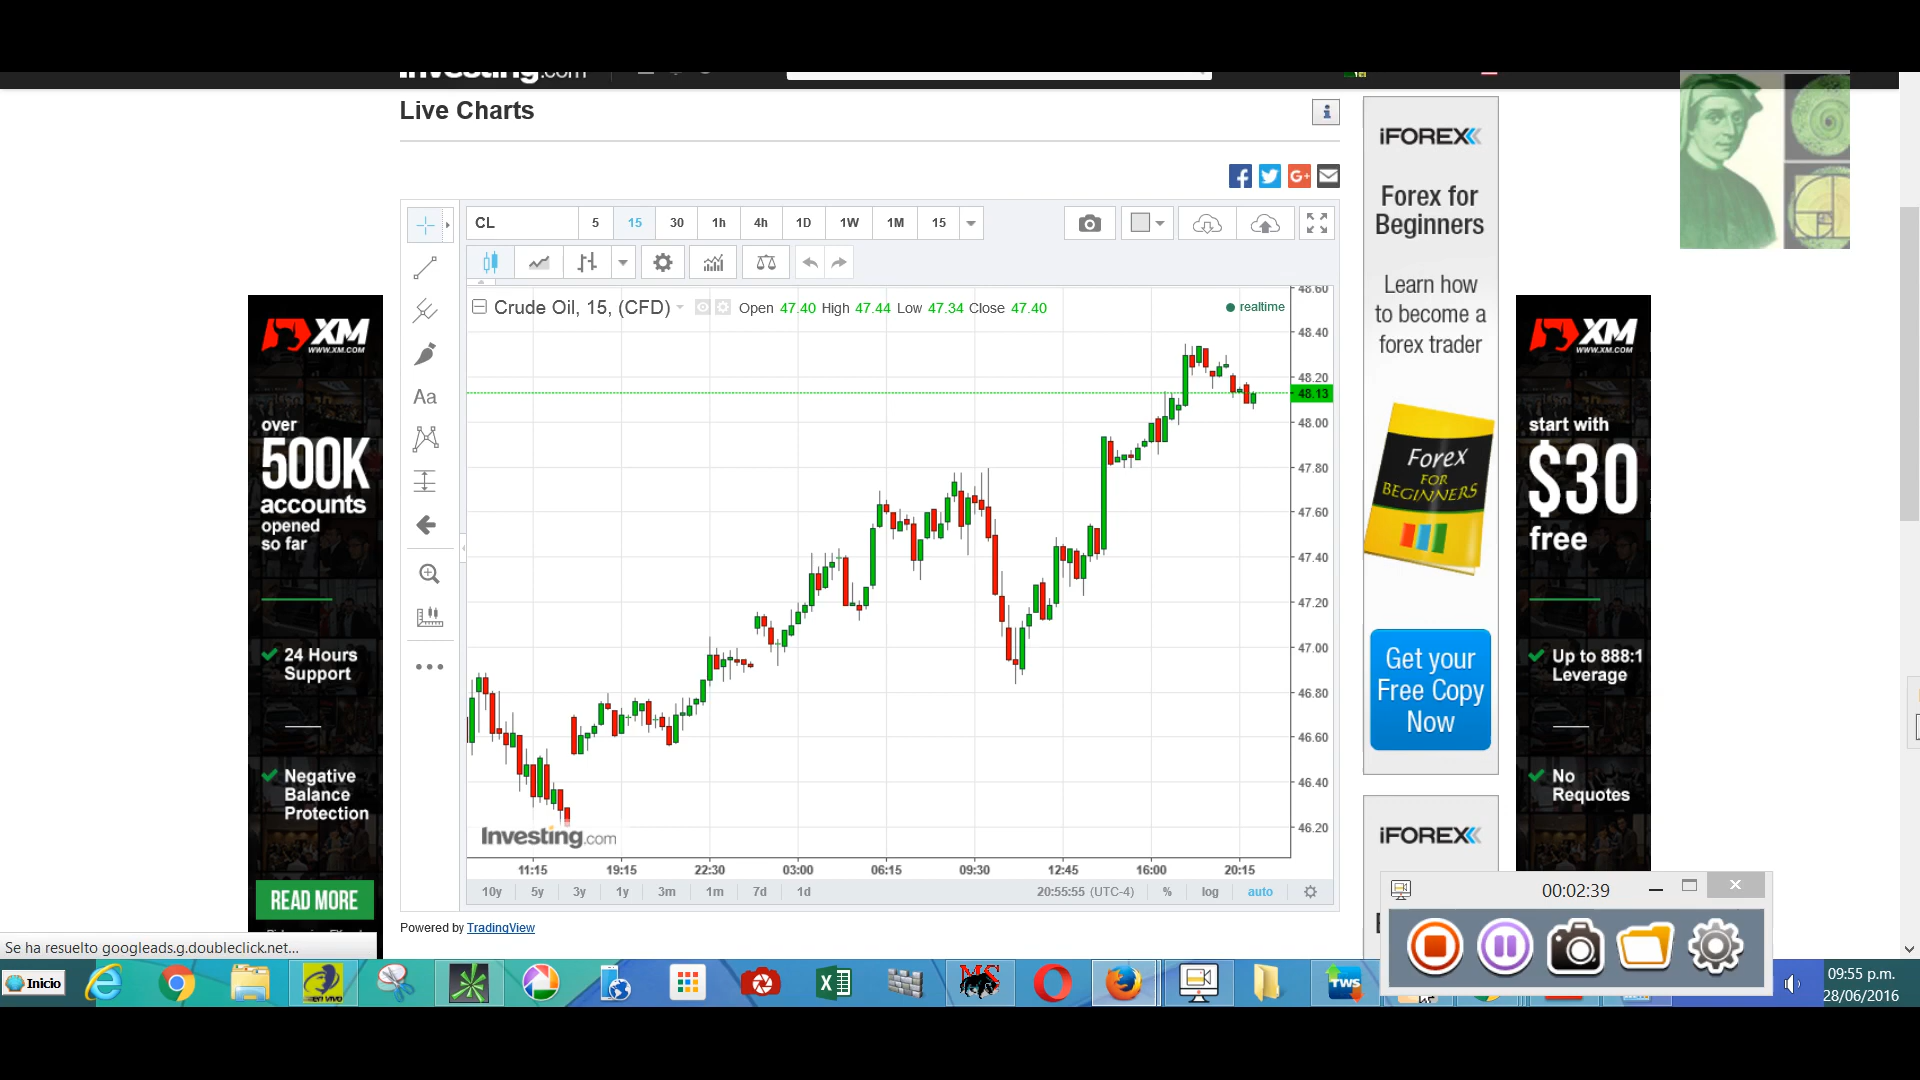 Investing.com
Live Charts
CL 5 15 30 1h 4h 1D 1W 1M 15
Aa
Crude Oil, 15, (CFD) Open 47.40 High 47.44 Low 47.34 Close 47.40 realtime
48.60
48.40
48.20
48.13
48.00
47.80
47.60
47.40
47.20
47.00
46.80
46.60
46.40
46.20
Investing.com
11:15 19:15 22:30 03:00 06:15 09:30 12:45 16:00 20:15
10y 5y 3y 1y 3m 1m 7d 1d 20:55:55 (UTC-4) % log auto
Powered by TradingView
XM
WWW.XM.COM
over
500K
accounts
opened
so far
24 Hours
Support
Negative
Balance
Protection
READ MORE
iFOREX
Forex for
Beginners
Learn how
to become a
forex trader
Forex
FOR
BEGINNERS
Get your
Free Copy
Now
iFOREX
XM
WWW.XM.COM
start with
$30
free
Up to 888:1
Leverage
No
Requotes
00:02:39
Se ha resuelto googleads.g.doubleclick.net...
Inicio
EN VIVO
MS
TWS
09:55 p.m.
28/06/2016